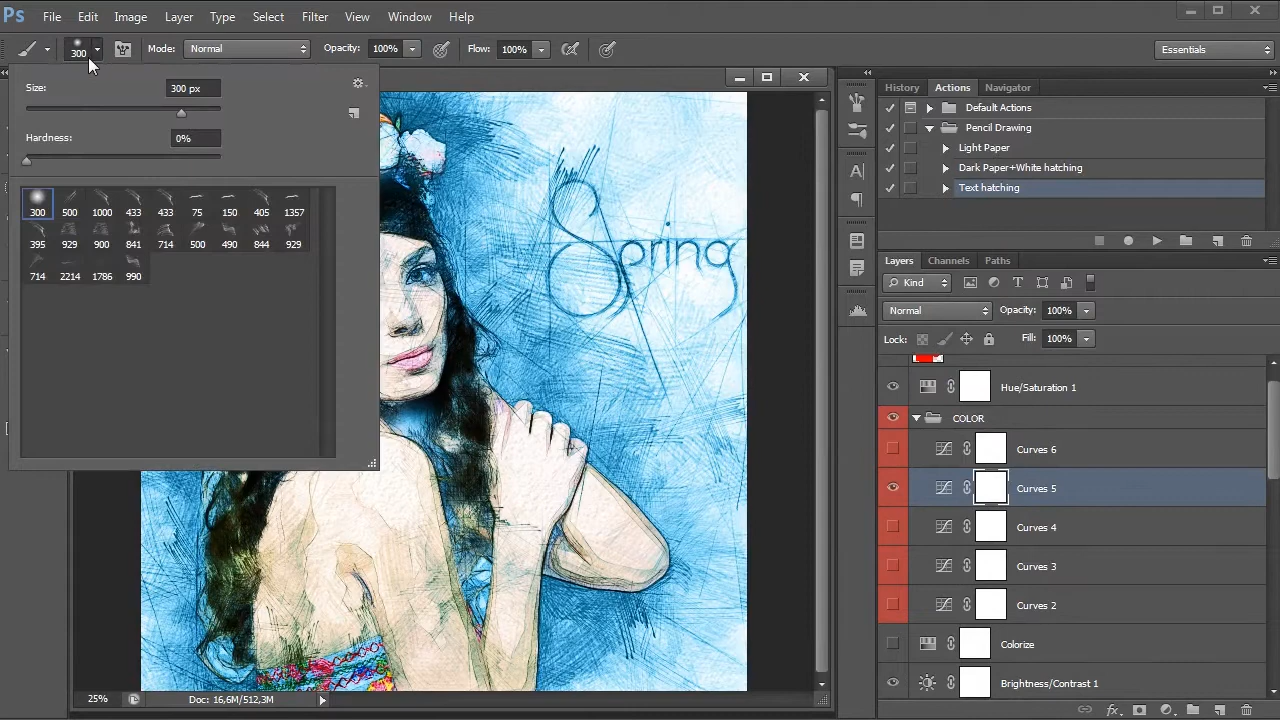 Ps File Edit Image Layer Type Select Filter View Window Help
300 Mode: Normal Opacity: 100% Flow: 100% Essentials
Size: 300 px
Hardness: 0%
300 500 1000 433 433 75 150 405 1357
395 929 900 841 714 500 490 844 929
714 2214 1786 990
Spring
25% Doc: 16,6M/512,3M
History Actions Navigator
Default Actions
Pencil Drawing
Light Paper
Dark Paper+White hatching
Text hatching
Layers Channels Paths
Kind
Normal Opacity: 100%
Lock: Fill: 100%
Hue/Saturation 1
COLOR
Curves 6
Curves 5
Curves 4
Curves 3
Curves 2
Colorize
Brightness/Contrast 1